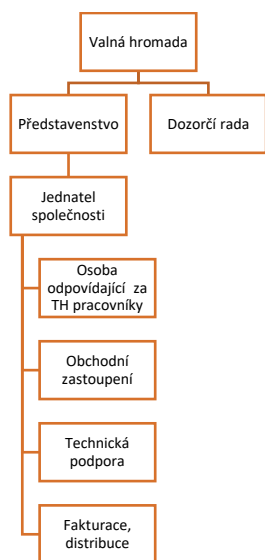 Valná hromada
Představenstvo
Dozorčí rada
Jednatel
společnosti
Osoba
odpovídající za
TH pracovníky
Obchodní
zastoupení
Technická
podpora
Fakturace,
distribuce